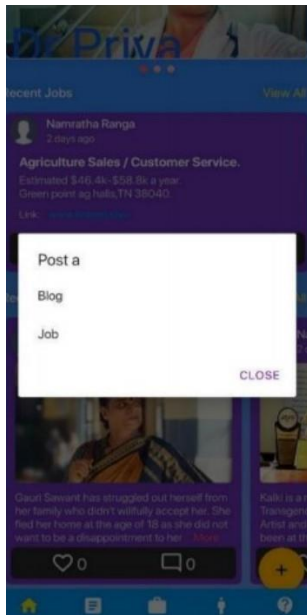 Dr Priya
Recent Jobs
View All
Namratha Ranga
2 days ago
Agriculture Sales / Customer Service.
Estimated $46.4k-$58.8k a year.
Green point ag halls,TN 38040.
Link:
Post a
Blog
Job
CLOSE
Gauri Sawant has struggled out herself from
her family who didn't willfully accept her. She
fled her home at the age of 18 as she did not
want to be a disappointment to her ...More
Kalki is a
Transgen
Artist an
been at th
0
0
+